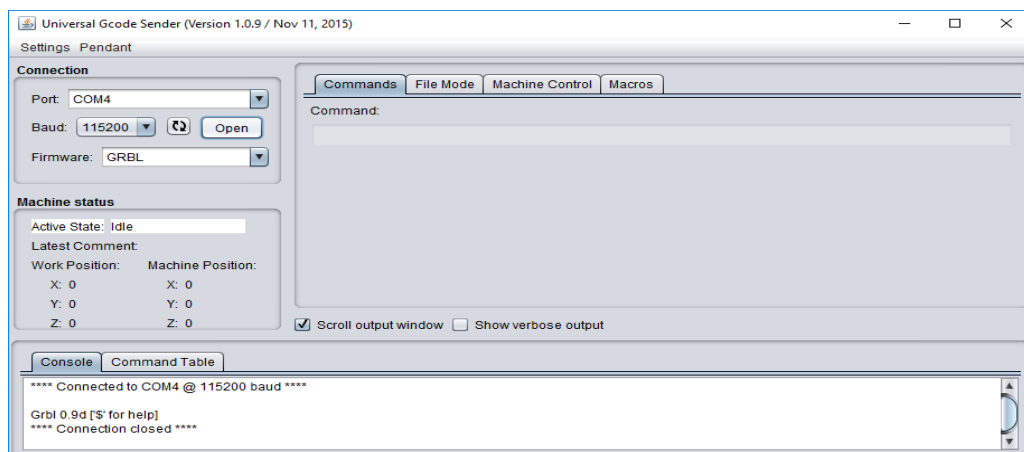 Universal Gcode Sender (Version 1.0.9 / Nov 11, 2015)
Settings Pendant
Connection
Port: COM4
Baud: 115200 Open
Firmware: GRBL
Machine status
Active State: Idle
Latest Comment:
Work Position: Machine Position:
X: 0 X: 0
Y: 0 Y: 0
Z: 0 Z: 0
Commands File Mode Machine Control Macros
Command:
Scroll output window Show verbose output
Console Command Table
**** Connected to COM4 @ 115200 baud ****
Grbl 0.9d ['$' for help]
**** Connection closed ****